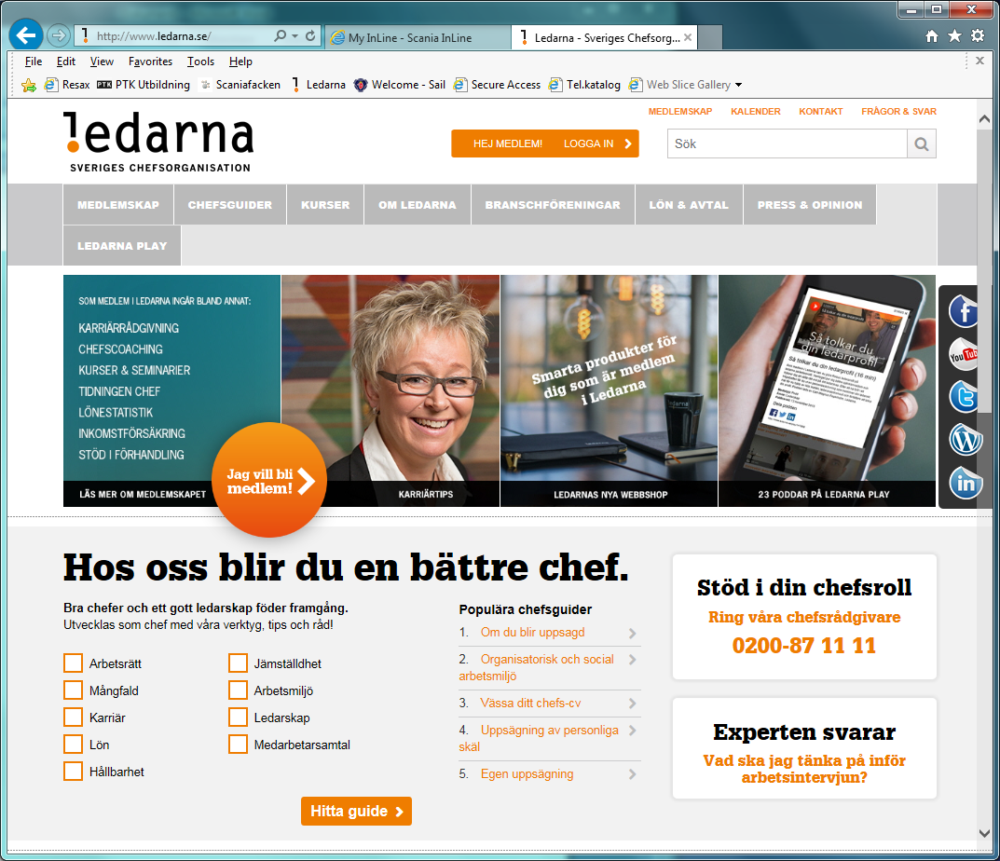 http://www.ledarna.se/
My InLine - Scania InLine
Ledarna - Sveriges Chefsorg...
File Edit View Favorites Tools Help
Resax PTK PTK Utbildning Scaniafacken Ledarna Welcome - Sail Secure Access Tel.katalog Web Slice Gallery
MEDLEMSKAP KALENDER KONTAKT FRÅGOR & SVAR
ledarna
SVERIGES CHEFSORGANISATION
HEJ MEDLEM! LOGGA IN
Sök
MEDLEMSKAP CHEFSGUIDER KURSER OM LEDARNA BRANSCHFÖRENINGAR LÖN & AVTAL PRESS & OPINION
LEDARNA PLAY
SOM MEDLEM I LEDARNA INGÅR BLAND ANNAT:
KARRIÄRRÅDGIVNING
CHEFSCOACHING
KURSER & SEMINARIER
TIDNINGEN CHEF
LÖNESTATISTIK
INKOMSTFÖRSÄKRING
STÖD I FÖRHANDLING
LÄS MER OM MEDLEMSKAPET
Jag vill bli
medlem!
KARRIÄRTIPS
Smarta produkter för
dig som är medlem
i Ledarna
ledarna
LEDARNAS NYA WEBBSHOP
Så tolkar du
din ledarprofil
Så tolkar du din ledarprofil (16 min)
Dela podden
23 PODDAR PÅ LEDARNA PLAY
f
You Tub
t
W
in
Hos oss blir du en bättre chef.
Bra chefer och ett gott ledarskap föder framgång.
Utvecklas som chef med våra verktyg, tips och råd!
Arbetsrätt
Mångfald
Karriär
Lön
Hållbarhet
Jämställdhet
Arbetsmiljö
Ledarskap
Medarbetarsamtal
Hitta guide
Populära chefsguider
1. Om du blir uppsagd
2. Organisatorisk och social
arbetsmiljö
3. Vässa ditt chefs-cv
4. Uppsägning av personliga
skäl
5. Egen uppsägning
Stöd i din chefsroll
Ring våra chefsrådgivare
0200-87 11 11
Experten svarar
Vad ska jag tänka på inför
arbetsintervjun?